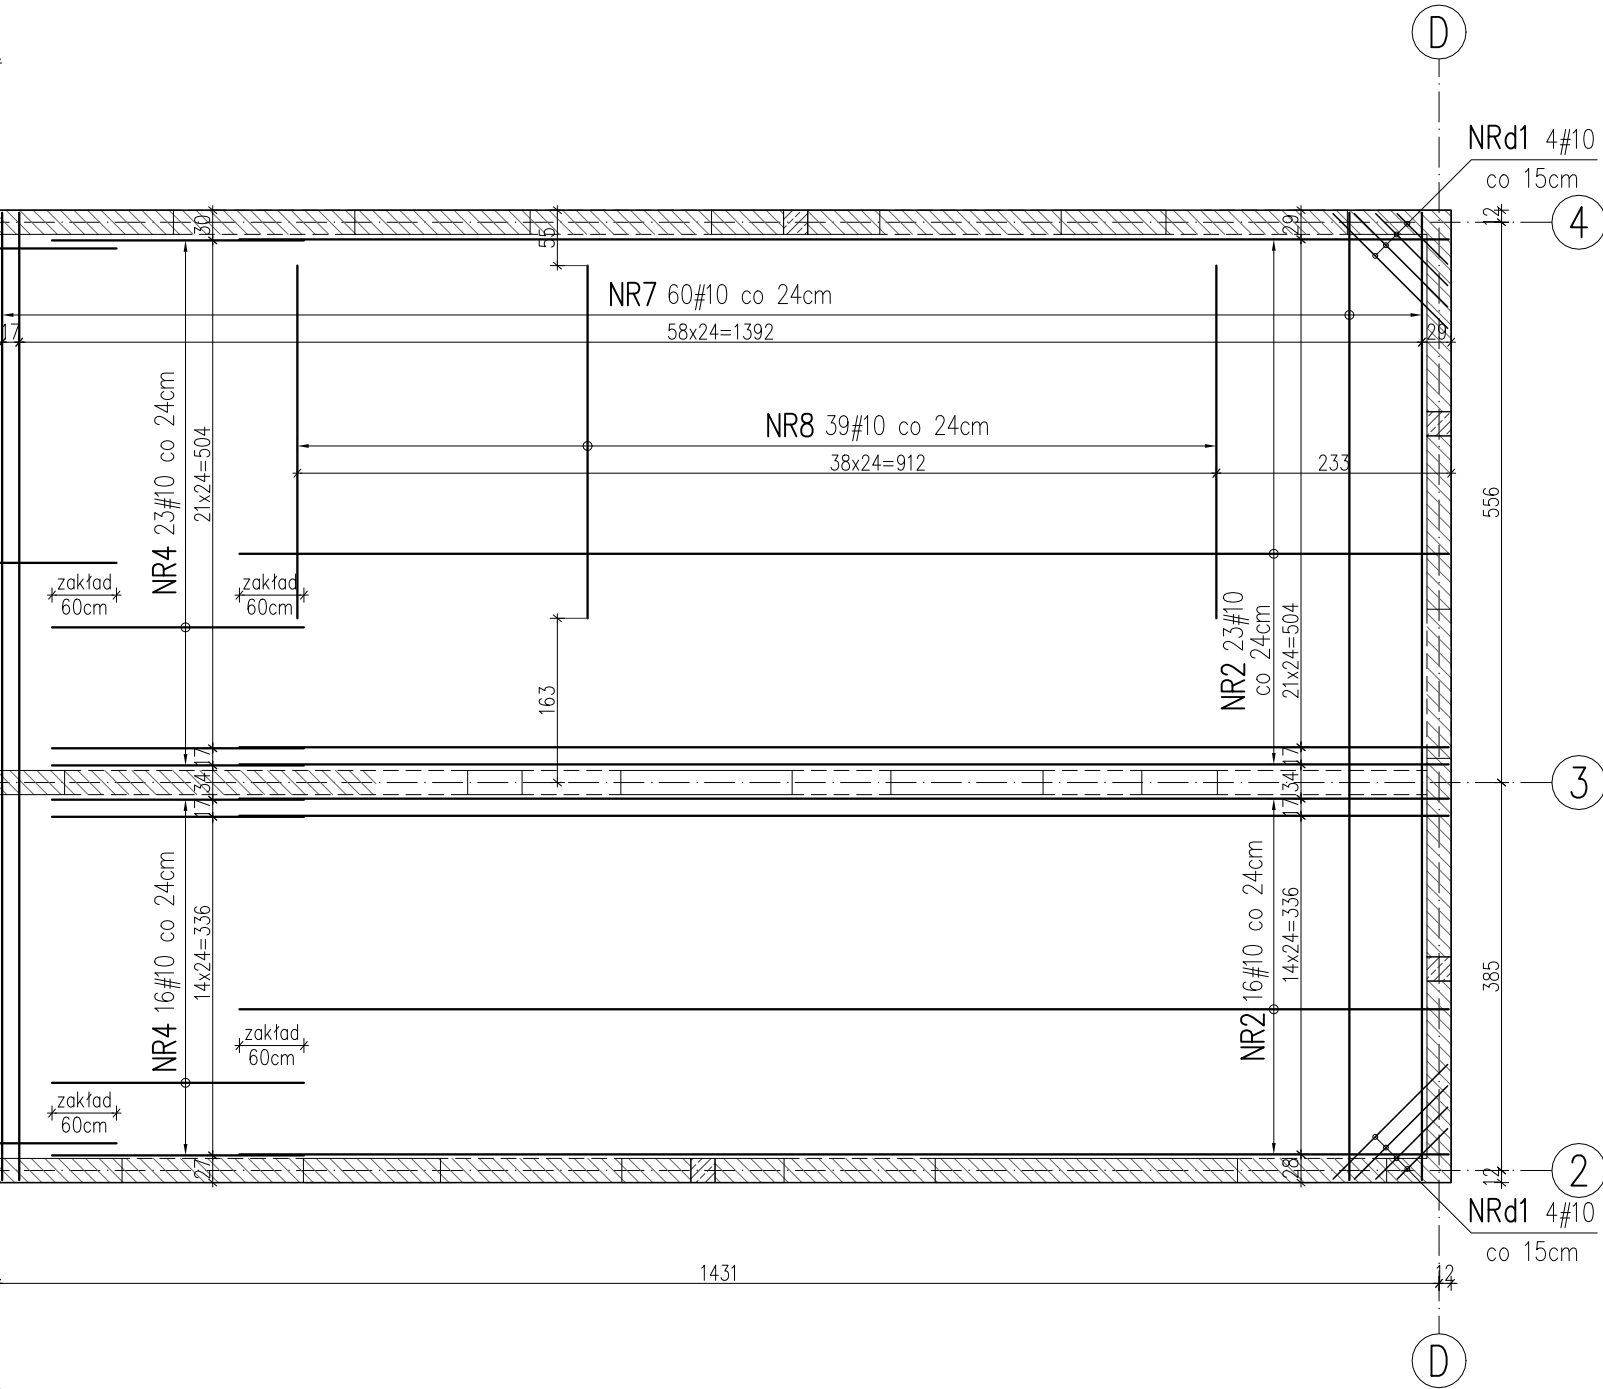 D
NRd1 4#10
co 15cm
12
4
30
55
29
NR7 60#10 co 24cm
17
58x24=1392
29
NR4 23#10 co 24cm
21x24=504
NR8 39#10 co 24cm
38x24=912
233
556
zakład
60cm
zakład
60cm
NR2 23#10
co 24cm
21x24=504
163
17
34
17
17
34
17
3
NR4 16#10 co 24cm
14x24=336
NR2 16#10 co 24cm
14x24=336
385
zakład
60cm
zakład
60cm
27
28
12
2
NRd1 4#10
co 15cm
1431
12
D